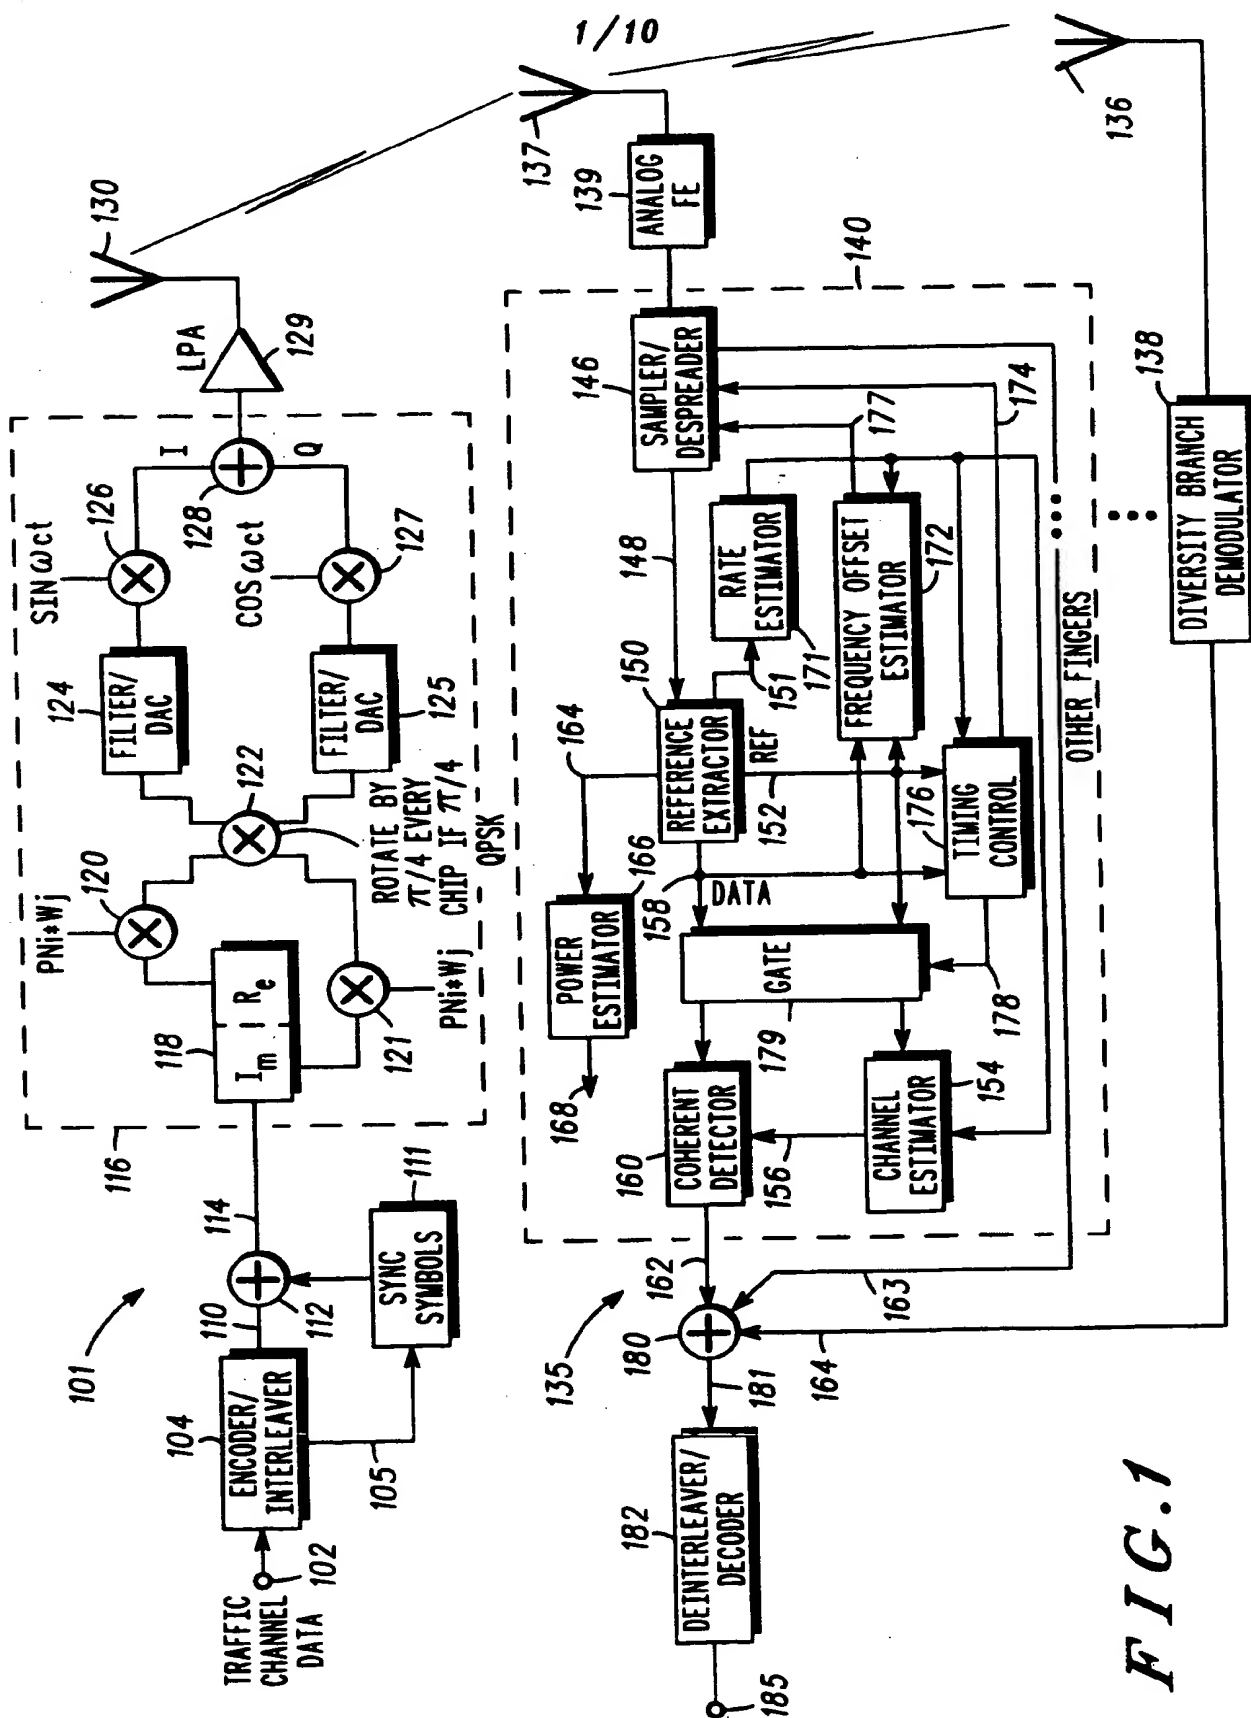 1/10
101
TRAFFIC
CHANNEL
DATA
102
104
ENCODER/
INTERLEAVER
105
110
112
SYNC
SYMBOLS
111
114
116
118
Im | Re
PNi*Wj
120
121
PNi*Wj
122
ROTATE BY
π/4 EVERY
CHIP IF π/4
QPSK
124
FILTER/
DAC
FILTER/
DAC
125
SINωct
126
COSωct
127
I
128
Q
LPA
129
130
137
136
139
ANALOG
FE
140
146
SAMPLER/
DESPREADER
148
150
REFERENCE
EXTRACTOR
REF
152
151
RATE
ESTIMATOR
171
FREQUENCY OFFSET
ESTIMATOR
172
177
174
164
POWER
ESTIMATOR
166
168
158
DATA
GATE
179
176
TIMING
CONTROL
178
160
COHERENT
DETECTOR
156
CHANNEL
ESTIMATOR
154
OTHER FINGERS
138
DIVERSITY BRANCH
DEMODULATOR
135
162
163
164
180
181
182
DEINTERLEAVER/
DECODER
185
FIG.1